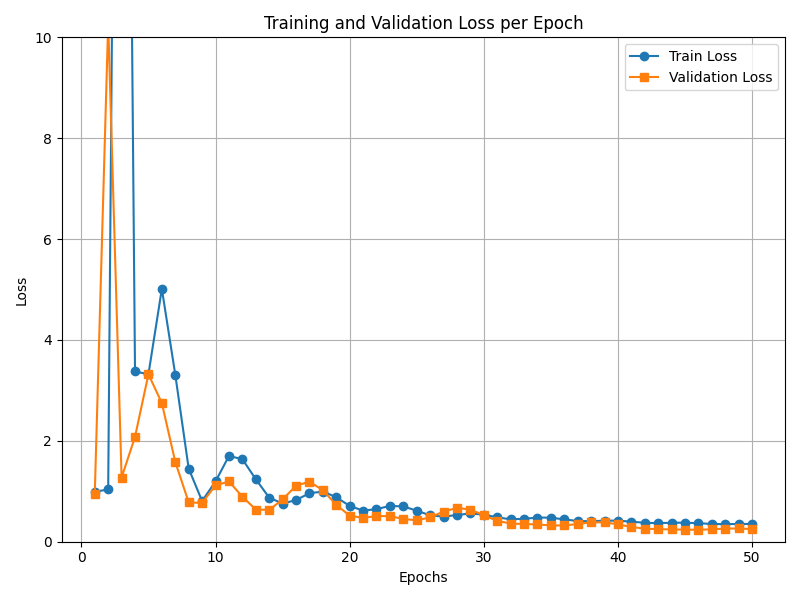 Training and Validation Loss per Epoch
Train Loss
Validation Loss
10
8
6
4
2
0
Loss
0 10 20 30 40 50
Epochs